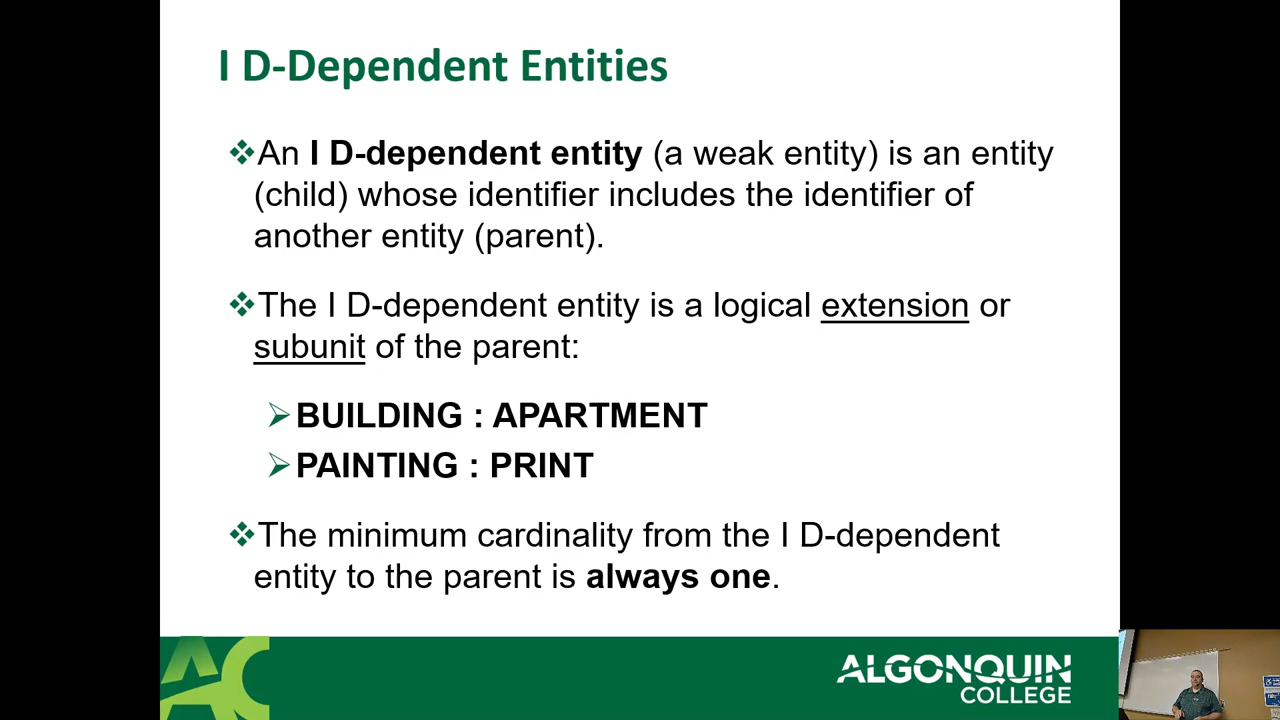 I D-Dependent Entities
An I D-dependent entity (a weak entity) is an entity
(child) whose identifier includes the identifier of
another entity (parent).
The I D-dependent entity is a logical extension or
subunit of the parent:
BUILDING : APARTMENT
PAINTING : PRINT
The minimum cardinality from the I D-dependent
entity to the parent is always one.
AC
ALGONQUIN
COLLEGE